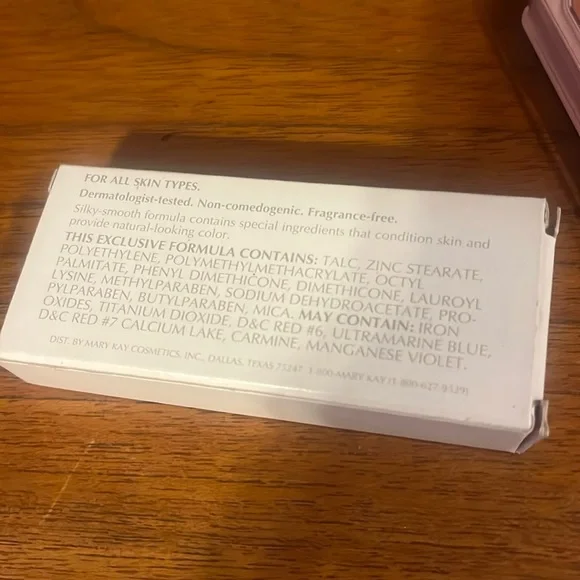 FOR ALL SKIN TYPES.
Dermatologist-tested. Non-comedogenic. Fragrance-free.
Silky-smooth formula contains special ingredients that condition skin and
provide natural-looking color.
THIS EXCLUSIVE FORMULA CONTAINS: TALC, ZINC STEARATE,
POLYETHYLENE, POLYMETHYLMETHACRYLATE, OCTYL
PALMITATE, PHENYL DIMETHICONE, DIMETHICONE, LAUROYL
LYSINE, METHYLPARABEN, SODIUM DEHYDROACETATE, PRO-
PYLPARABEN, BUTYLPARABEN, MICA. MAY CONTAIN: IRON
OXIDES, TITANIUM DIOXIDE, D&C RED #6, ULTRAMARINE BLUE,
D&C RED #7 CALCIUM LAKE, CARMINE, MANGANESE VIOLET.
DIST. BY MARY KAY COSMETICS, INC., DALLAS, TEXAS 75247 1-800-MARY KAY (1-800-627-9529)